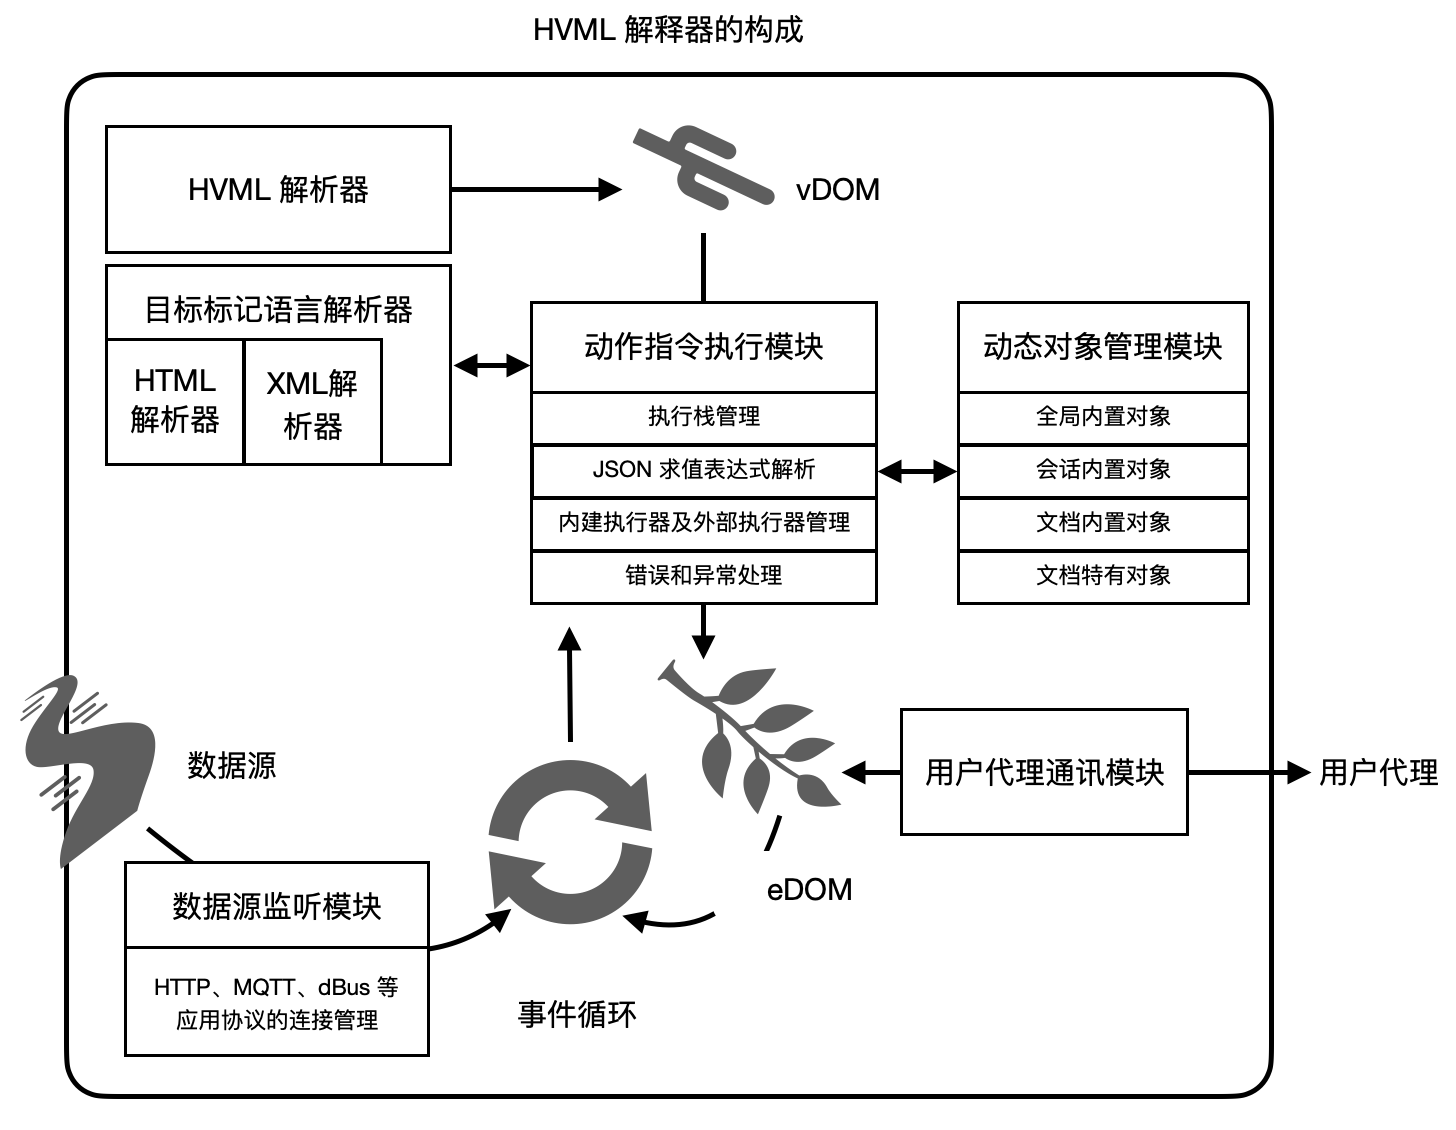 HVML 解释器的构成
HVML 解析器
vDOM
目标标记语言解析器
HTML
解析器
XML解
析器
动作指令执行模块
执行栈管理
JSON 求值表达式解析
内建执行器及外部执行器管理
错误和异常处理
动态对象管理模块
全局内置对象
会话内置对象
文档内置对象
文档特有对象
数据源
用户代理通讯模块
用户代理
eDOM
数据源监听模块
HTTP、MQTT、dBus 等
应用协议的连接管理
事件循环